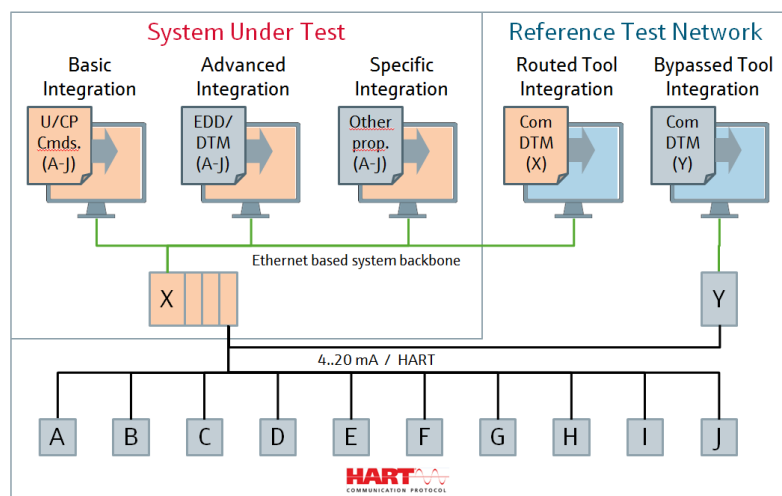 System Under Test
Reference Test Network
Basic
Integration
Advanced
Integration
Specific
Integration
Routed Tool
Integration
Bypassed Tool
Integration
U/CP
Cmds.
(A-J)
EDD/
DTM
(A-J)
Other
prop.
(A-J)
Com
DTM
(X)
Com
DTM
(Y)
Ethernet based system backbone
X
Y
4..20 mA / HART
A
B
C
D
E
F
G
H
I
J
HART
COMMUNICATION PROTOCOL